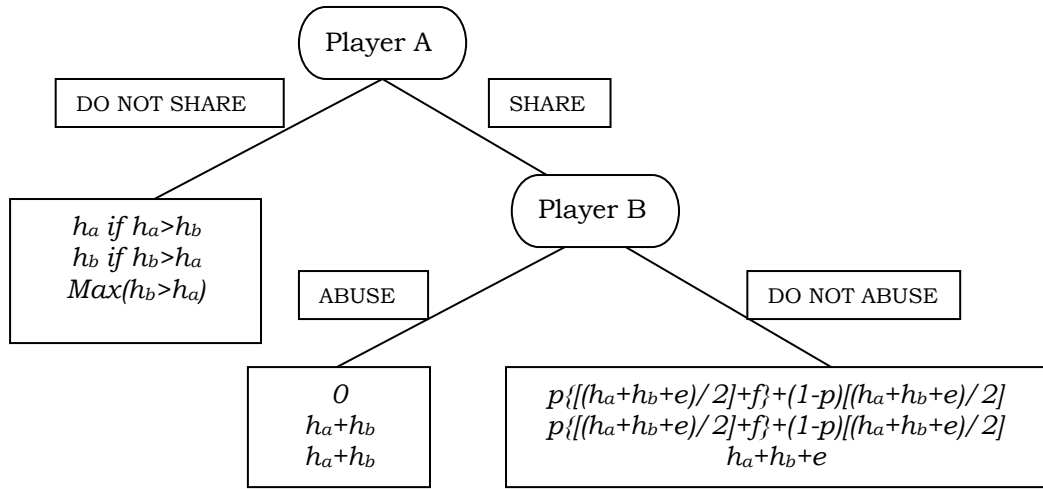 Player A
DO NOT SHARE
SHARE
hₐ if hₐ>h_b
h_b if h_b>hₐ
Max(h_b>hₐ)
Player B
ABUSE
DO NOT ABUSE
0
hₐ+h_b
hₐ+h_b
p{[(hₐ+h_b+e)/2]+f}+(1-p)[(hₐ+h_b+e)/2]
p{[(hₐ+h_b+e)/2]+f}+(1-p)[(hₐ+h_b+e)/2]
hₐ+h_b+e